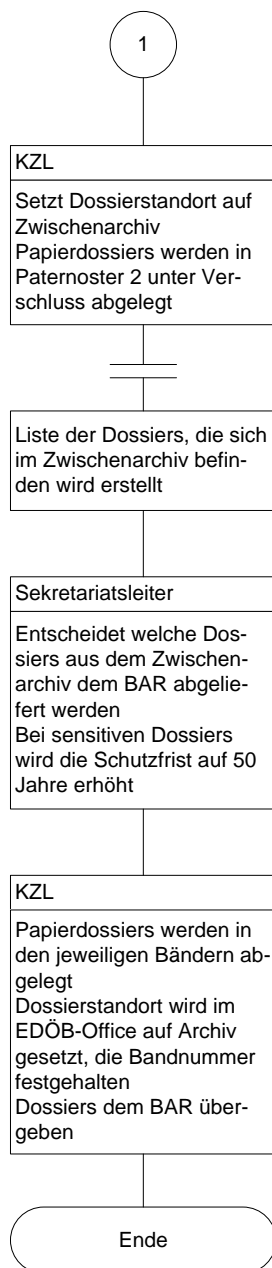 1
KZL
Setzt Dossierstandort auf
Zwischenarchiv
Papierdossiers werden in
Paternoster 2 unter Ver-
schluss abgelegt
Liste der Dossiers, die sich
im Zwischenarchiv befin-
den wird erstellt
Sekretariatsleiter
Entscheidet welche Dos-
siers aus dem Zwischen-
archiv dem BAR abgelie-
fert werden
Bei sensitiven Dossiers
wird die Schutzfrist auf 50
Jahre erhöht
KZL
Papierdossiers werden in
den jeweiligen Bändern ab-
gelegt
Dossierstandort wird im
EDÖB-Office auf Archiv
gesetzt, die Bandnummer
festgehalten
Dossiers dem BAR über-
geben
Ende